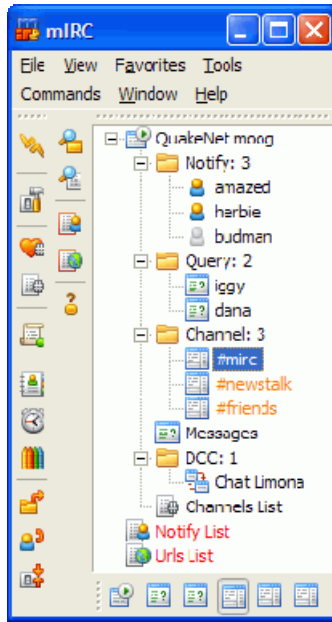 mIRC
File View Favorites Tools
Commands Window Help
QuakeNet moog
Notify: 3
amazed
herbie
budman
Query: 2
iggy
dana
Channel: 3
#mirc
#newstalk
#friends
Messages
DCC: 1
Chat Limona
Channels List
Notify List
Urls List